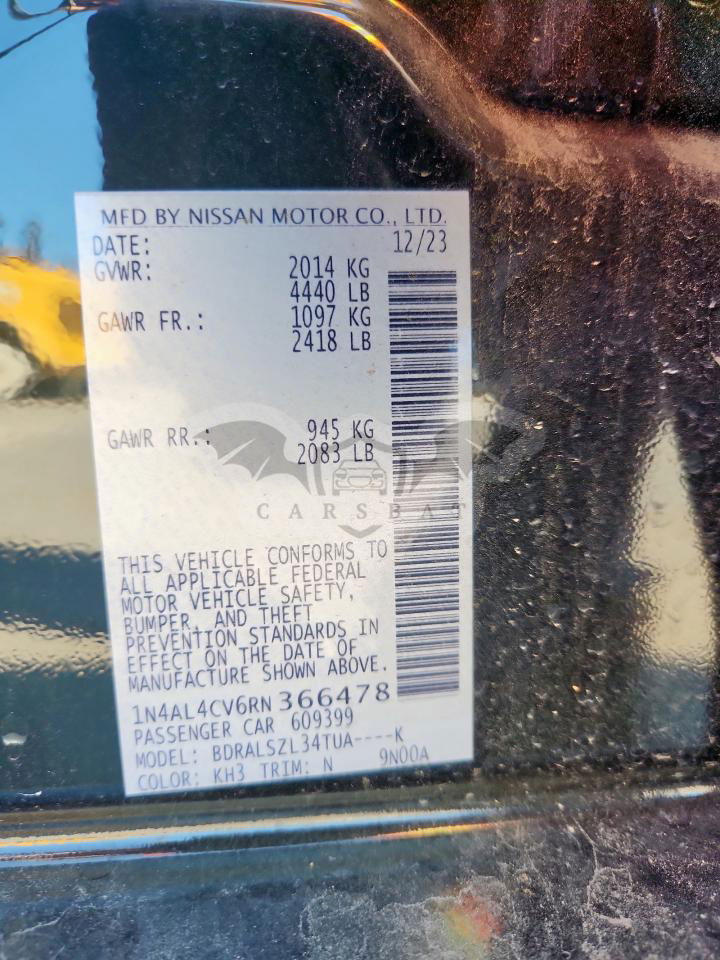 MFD BY NISSAN MOTOR CO., LTD.
DATE: 12/23
GVWR: 2014 KG
4440 LB
GAWR FR.: 1097 KG
2418 LB
GAWR RR.: 945 KG
2083 LB
CARSBAT
THIS VEHICLE CONFORMS TO
ALL APPLICABLE FEDERAL
MOTOR VEHICLE SAFETY,
BUMPER, AND THEFT
PREVENTION STANDARDS IN
EFFECT ON THE DATE OF
MANUFACTURE SHOWN ABOVE.
1N4AL4CV6RN366478
PASSENGER CAR 609399
MODEL: BDRALSZL34TUA----K
COLOR: KH3 TRIM: N 9N00A